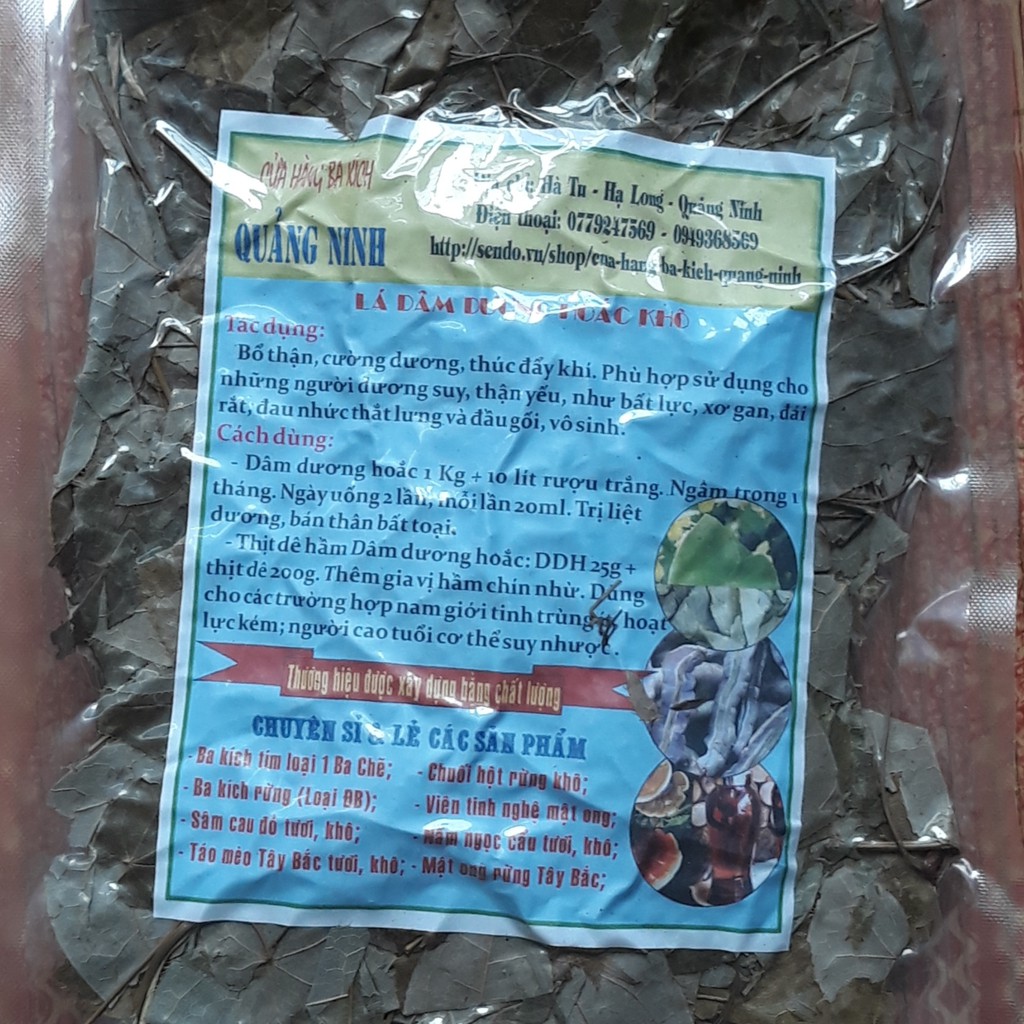 CỬA HÀNG BA KÍCH
QUẢNG NINH
Hà Tu - Hạ Long - Quảng Ninh
Điện thoại: 0779247569 - 0949368569
http://sendo.vn/shop/cua-hang-ba-kich-quang-ninh
LÁ DÂM DƯƠNG HOẮC KHÔ
Tác dụng:
Bổ thận, cường dương, thúc đẩy khí. Phù hợp sử dụng cho
những người dương suy, thận yếu, như bất lực, xơ gan, đái
rắt, đau nhức thắt lưng và đầu gối, vô sinh.
Cách dùng:
- Dâm dương hoắc 1 Kg + 10 lít rượu trắng. Ngâm trong 1
tháng. Ngày uống 2 lần, mỗi lần 20ml. Trị liệt
dương, bán thân bất toại.
- Thịt dê hầm Dâm dương hoắc: DDH 25g +
thịt dê 200g. Thêm gia vị hầm chín nhừ. Dùng
cho các trường hợp nam giới tinh trùng hoạt
lực kém; người cao tuổi cơ thể suy nhược.
Thương hiệu được xây dựng bằng chất lượng
CHUYÊN SỈ & LẺ CÁC SẢN PHẨM
- Ba kích tím loại 1 Ba Chẽ;
- Ba kích rừng (Loại ĐB);
- Sâm cau đỏ tươi, khô;
- Táo mèo Tây Bắc tươi, khô;
- Chuối hột rừng khô;
- Viên tinh nghệ mật ong;
- Nấm ngọc cẩu tươi, khô;
- Mật ong rừng Tây Bắc;